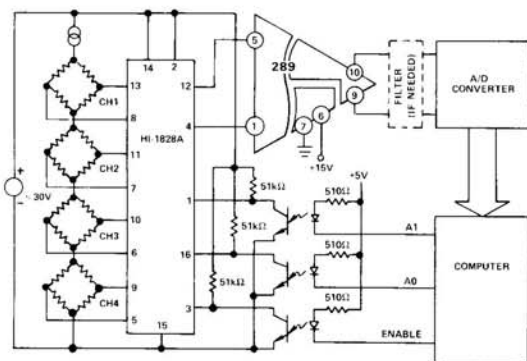 14
2
5
289
10
9
6
7
1
+15V
FILTER
(IF NEEDED)
A/D
CONVERTER
13
CH1
8
HI-1828A
12
4
11
CH2
7
+
-
30V
10
CH3
6
9
CH4
5
1
16
3
15
51kΩ
51kΩ
51kΩ
+5V
510Ω
A1
510Ω
A0
510Ω
ENABLE
COMPUTER